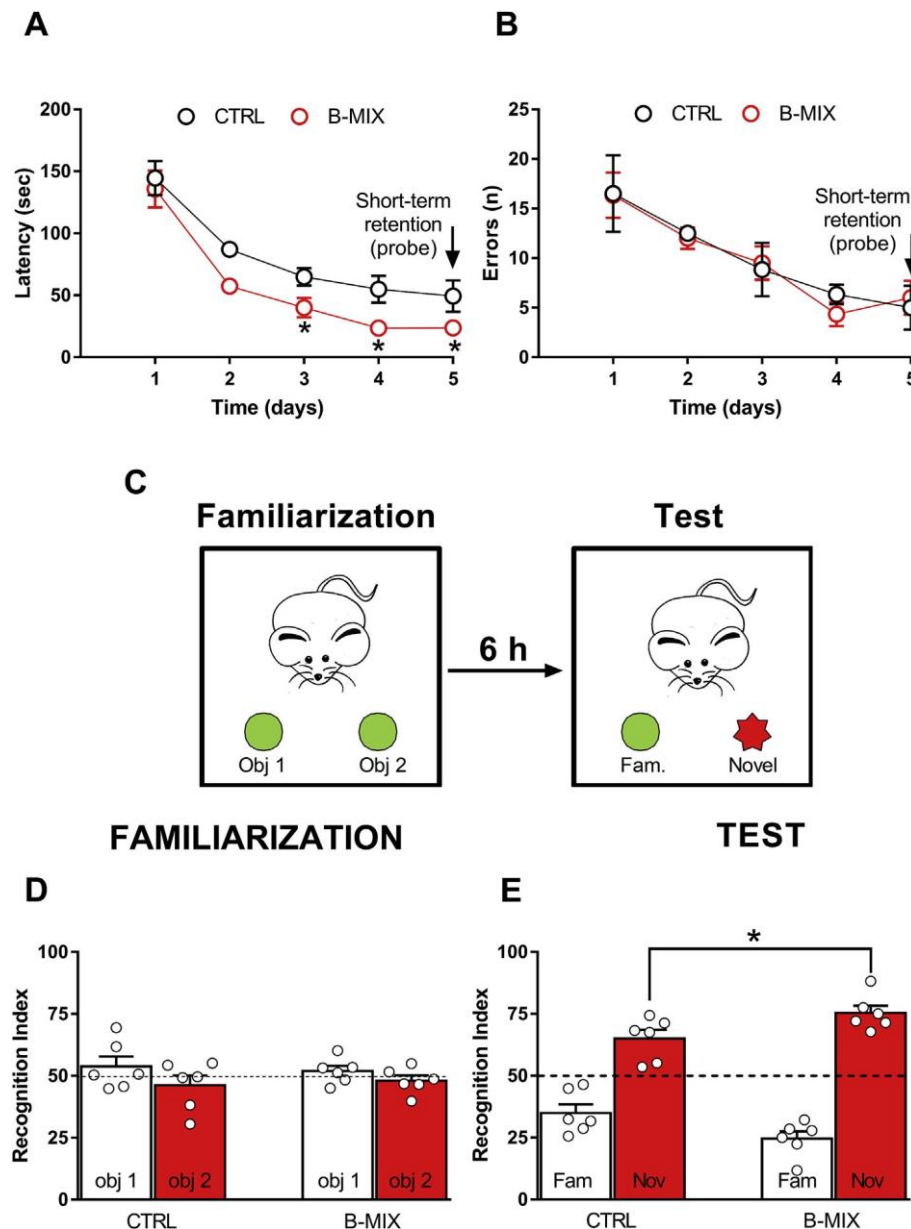 A
CTRL B-MIX
Latency (sec)
200
150
100
50
0
Short-term
retention
(probe)
*
*
*
1 2 3 4 5
Time (days)
B
CTRL B-MIX
Errors (n)
25
20
15
10
5
0
Short-term
retention
(probe)
1 2 3 4 5
Time (days)
C
Familiarization
Test
6 h
Obj 1 Obj 2
Fam. Novel
FAMILIARIZATION
TEST
D
Recognition Index
100
75
50
25
0
obj 1 obj 2 obj 1 obj 2
CTRL B-MIX
E
Recognition Index
100
75
50
25
0
*
Fam Nov Fam Nov
CTRL B-MIX